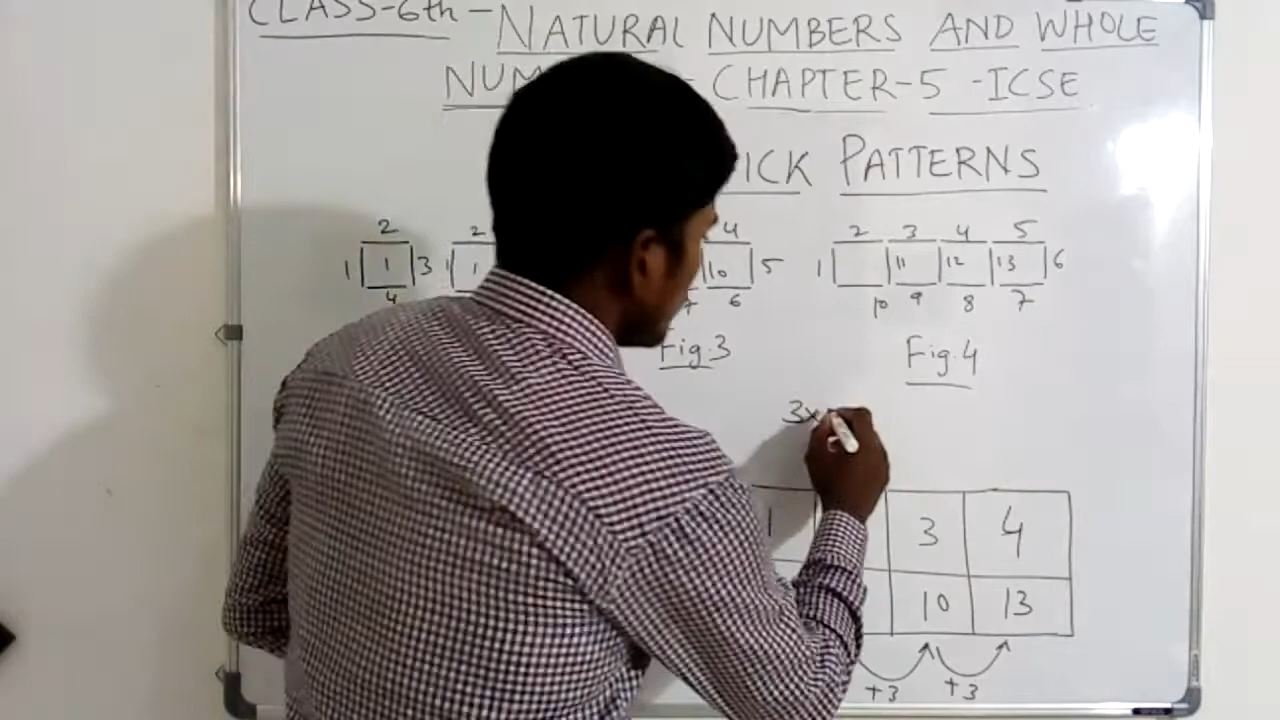 CLASS-6th - NATURAL NUMBERS AND WHOLE
CHAPTER-5 - ICSE
PATTERNS
2 2 4 2 3 4 5
1 1 3 1 1 10 5 1 11 12 13 6
4 7 6 10 9 8 7
Fig.3 Fig.4
3x
1 3 4
10 13
+3 +3